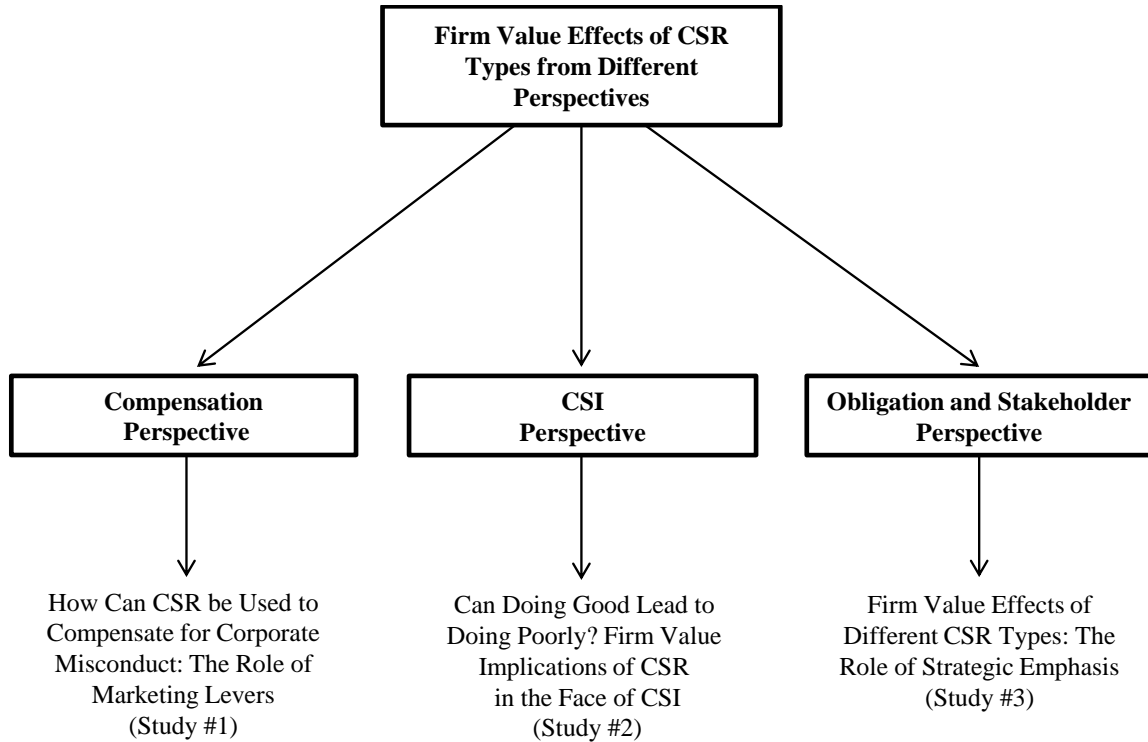 Firm Value Effects of CSR
Types from Different
Perspectives
Compensation
Perspective
CSI
Perspective
Obligation and Stakeholder
Perspective
How Can CSR be Used to
Compensate for Corporate
Misconduct: The Role of
Marketing Levers
(Study #1)
Can Doing Good Lead to
Doing Poorly? Firm Value
Implications of CSR
in the Face of CSI
(Study #2)
Firm Value Effects of
Different CSR Types: The
Role of Strategic Emphasis
(Study #3)